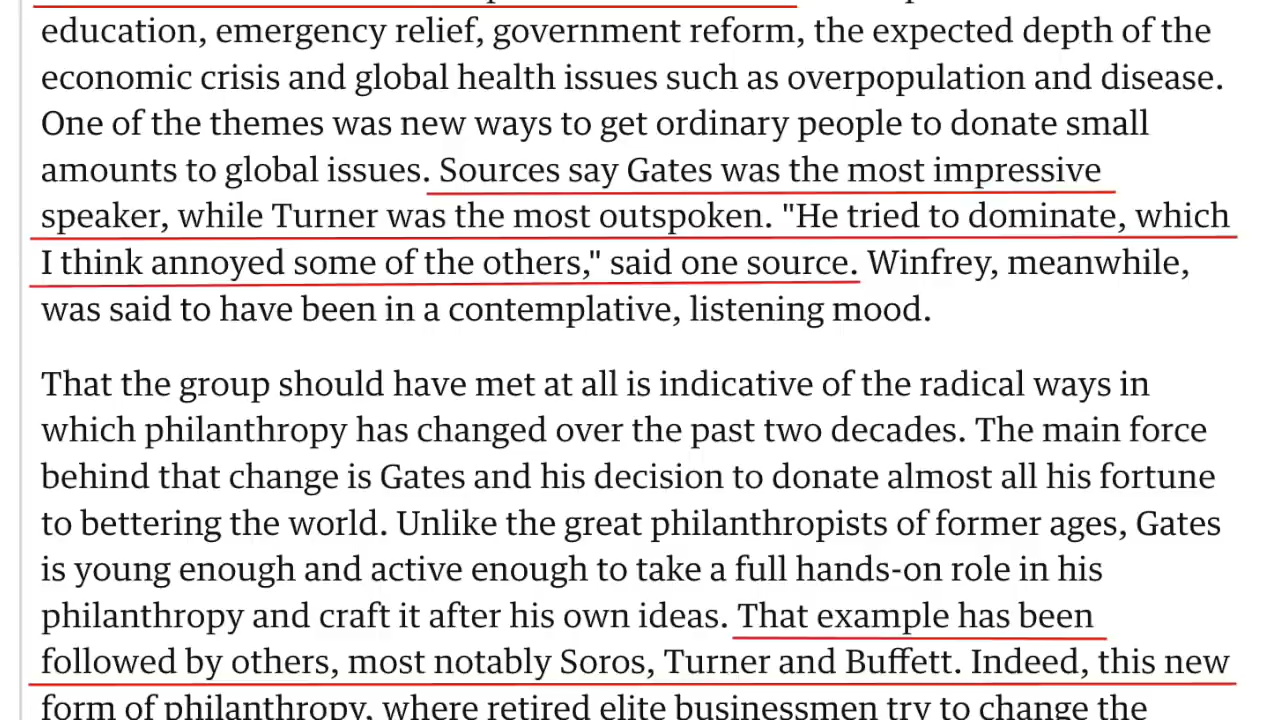 education, emergency relief, government reform, the expected depth of the
economic crisis and global health issues such as overpopulation and disease.
One of the themes was new ways to get ordinary people to donate small
amounts to global issues. Sources say Gates was the most impressive
speaker, while Turner was the most outspoken. "He tried to dominate, which
I think annoyed some of the others," said one source. Winfrey, meanwhile,
was said to have been in a contemplative, listening mood.
That the group should have met at all is indicative of the radical ways in
which philanthropy has changed over the past two decades. The main force
behind that change is Gates and his decision to donate almost all his fortune
to bettering the world. Unlike the great philanthropists of former ages, Gates
is young enough and active enough to take a full hands-on role in his
philanthropy and craft it after his own ideas. That example has been
followed by others, most notably Soros, Turner and Buffett. Indeed, this new
form of philanthropy, where retired elite businessmen try to change the